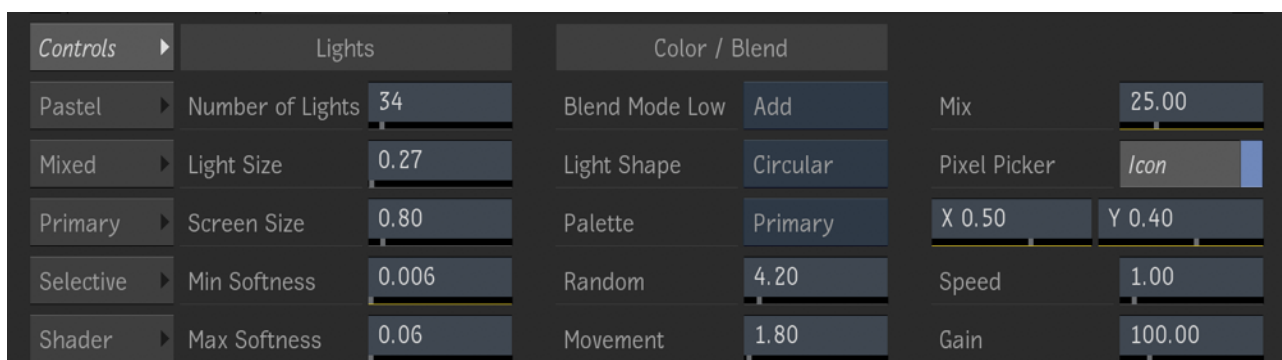 Controls Lights Color / Blend
Pastel Number of Lights 34 Blend Mode Low Add Mix 25.00
Mixed Light Size 0.27 Light Shape Circular Pixel Picker Icon
Primary Screen Size 0.80 Palette Primary X 0.50 Y 0.40
Selective Min Softness 0.006 Random 4.20 Speed 1.00
Shader Max Softness 0.06 Movement 1.80 Gain 100.00